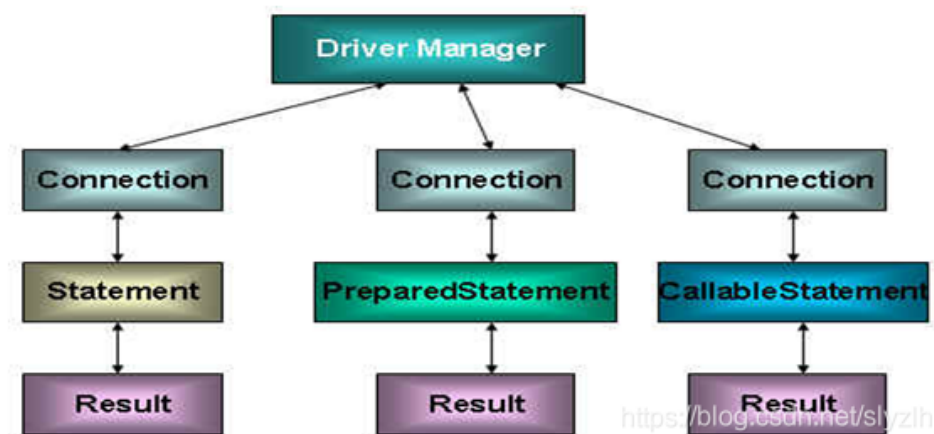 Driver Manager
Connection
Connection
Connection
Statement
PreparedStatement
CallableStatement
Result
Result
Result
https://blog.csdn.net/slyzlh